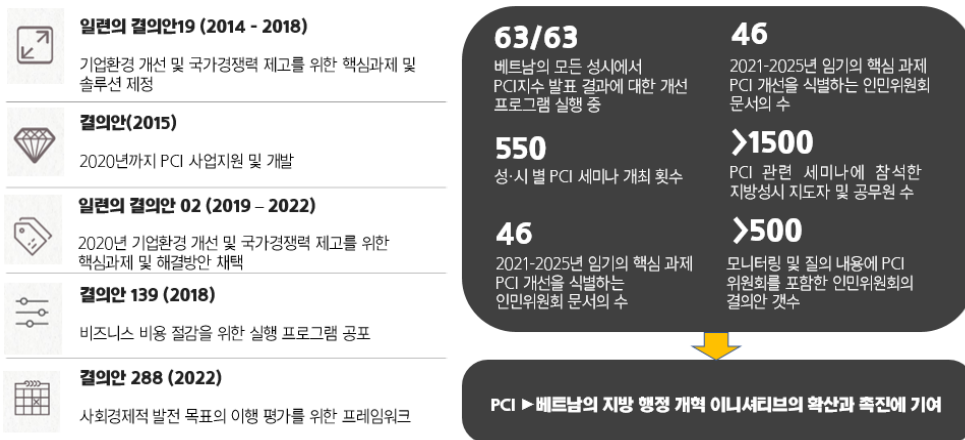 일련의 결의안19 (2014 - 2018)
기업환경 개선 및 국가경쟁력 제고를 위한 핵심과제 및
솔루션 제정
결의안(2015)
2020년까지 PCI 사업지원 및 개발
일련의 결의안 02 (2019 – 2022)
2020년 기업환경 개선 및 국가경쟁력 제고를 위한
핵심과제 및 해결방안 채택
결의안 139 (2018)
비즈니스 비용 절감을 위한 실행 프로그램 공포
결의안 288 (2022)
사회경제적 발전 목표의 이행 평가를 위한 프레임워크
63/63
베트남의 모든 성시에서
PCI지수 발표 결과에 대한 개선
프로그램 실행 중
46
2021-2025년 임기의 핵심 과제
PCI 개선을 식별하는 인민위원회
문서의 수
550
성·시 별 PCI 세미나 개최 횟수
>1500
PCI 관련 세미나에 참석한
지방성시 지도자 및 공무원 수
46
2021-2025년 임기의 핵심 과제
PCI 개선을 식별하는
인민위원회 문서의 수
>500
모니터링 및 질의 내용에 PCI
위원회를 포함한 인민위원회의
결의안 갯수
PCI ►베트남의 지방 행정 개혁 이니셔티브의 확산과 촉진에 기여